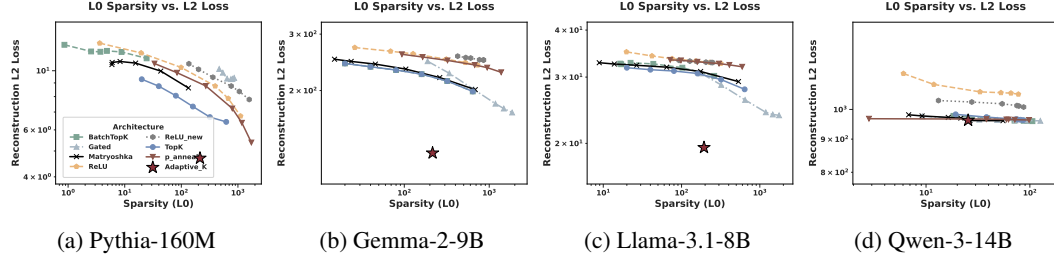 L0 Sparsity vs. L2 Loss
Reconstruction L2 Loss
10¹
6 × 10⁰
4 × 10⁰
Architecture
BatchTopK
Gated
Matryoshka
ReLU
ReLU_new
TopK
p_annea
Adaptive_K
10⁰
10¹
10²
10³
Sparsity (L0)
(a) Pythia-160M
L0 Sparsity vs. L2 Loss
Reconstruction L2 Loss
3 × 10²
2 × 10²
10²
10³
Sparsity (L0)
(b) Gemma-2-9B
L0 Sparsity vs. L2 Loss
Reconstruction L2 Loss
4 × 10¹
3 × 10¹
2 × 10¹
10¹
10²
10³
Sparsity (L0)
(c) Llama-3.1-8B
L0 Sparsity vs. L2 Loss
Reconstruction L2 Loss
10³
9 × 10²
8 × 10²
10¹
10²
Sparsity (L0)
(d) Qwen-3-14B